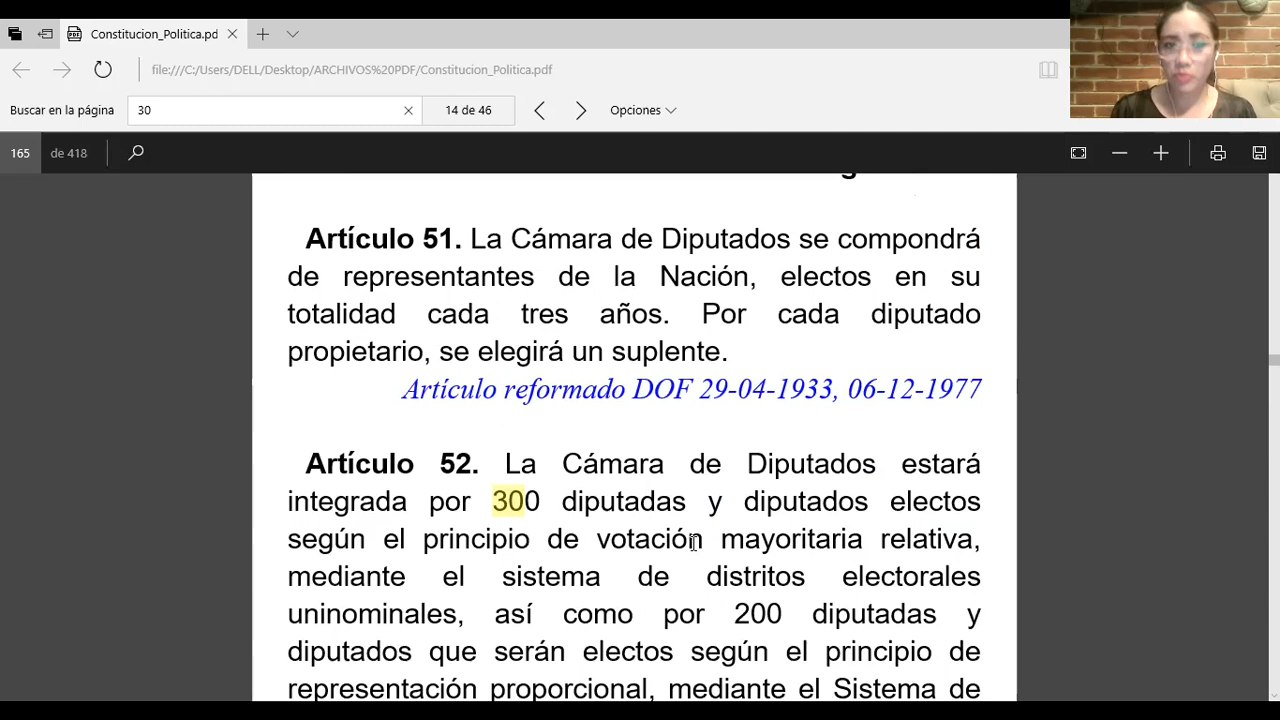 Constitucion_Politica.pd
file:///C:/Users/DELL/Desktop/ARCHIVOS%20PDF/Constitucion_Politica.pdf
Buscar en la página 30 14 de 46 Opciones
165 de 418
Artículo 51. La Cámara de Diputados se compondrá
de representantes de la Nación, electos en su
totalidad cada tres años. Por cada diputado
propietario, se elegirá un suplente.
Artículo reformado DOF 29-04-1933, 06-12-1977
Artículo 52. La Cámara de Diputados estará
integrada por 300 diputadas y diputados electos
según el principio de votación mayoritaria relativa,
mediante el sistema de distritos electorales
uninominales, así como por 200 diputadas y
diputados que serán electos según el principio de
representación proporcional, mediante el Sistema de